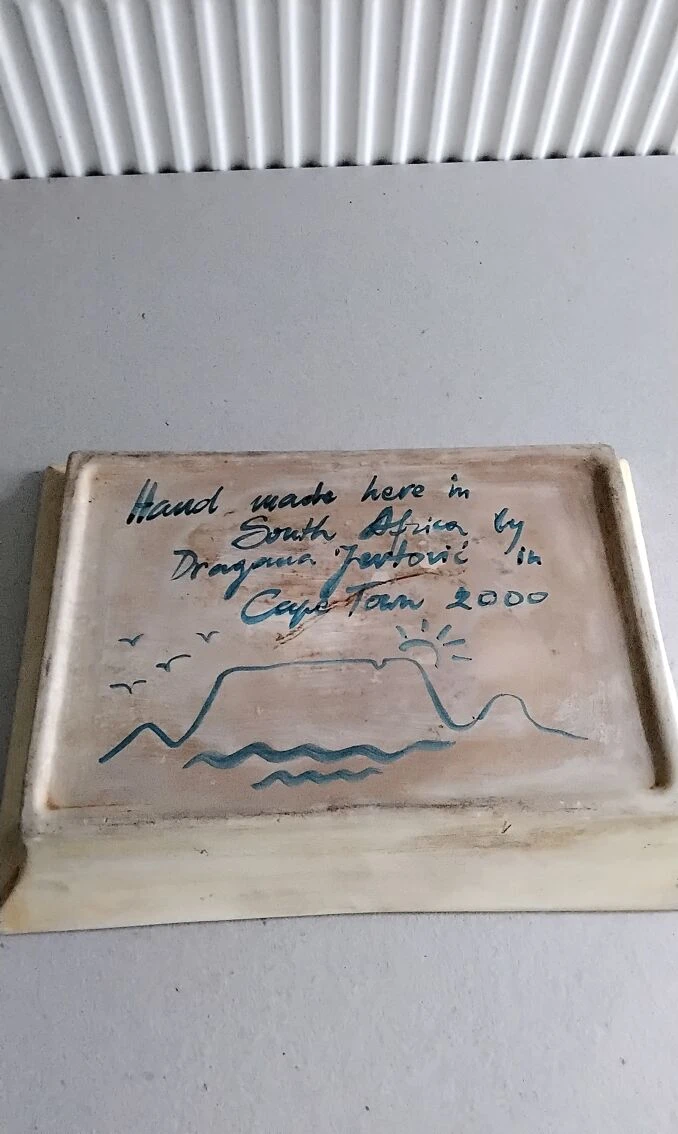 Hand made here in
South Africa by
Dragana Jevtović in
Cape Town 2000